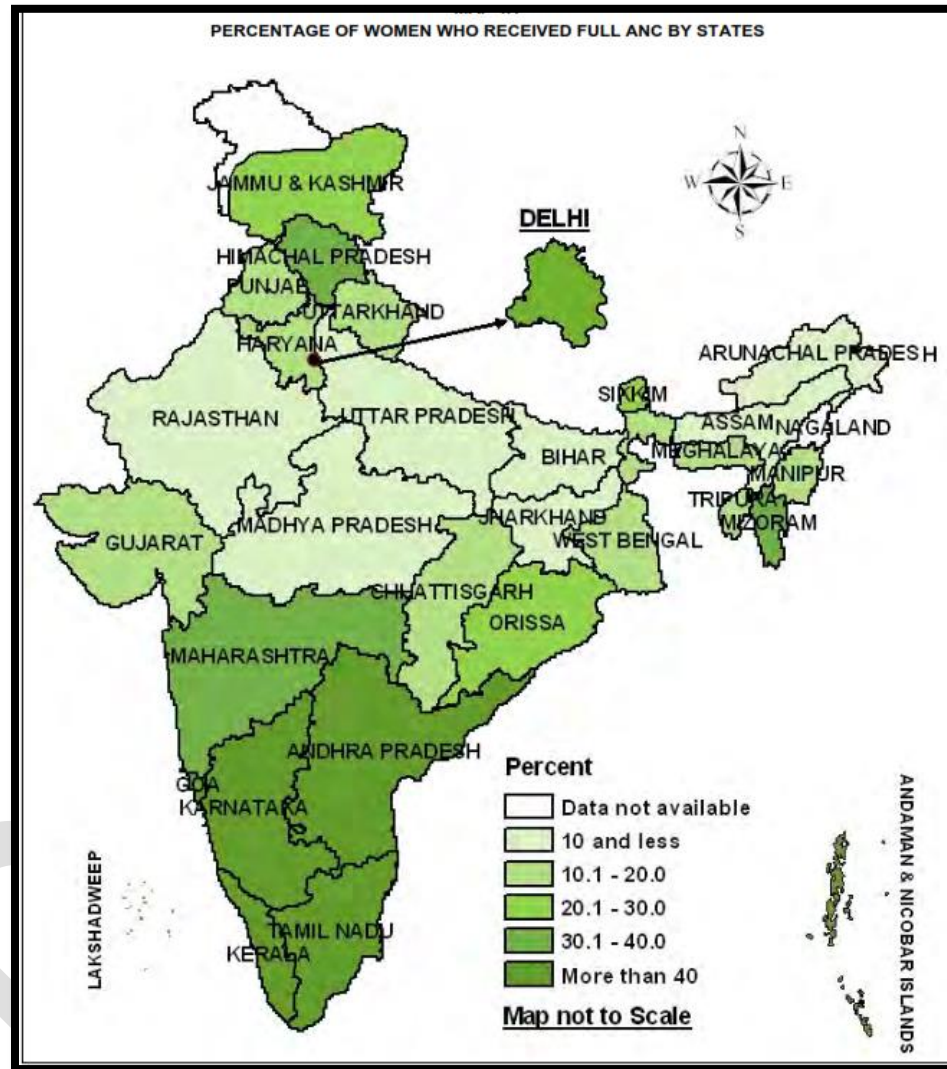 PERCENTAGE OF WOMEN WHO RECEIVED FULL ANC BY STATES
N
W E
S
JAMMU & KASHMIR
DELHI
HIMACHAL PRADESH
PUNJAB
UTTARKHAND
HARYANA
ARUNACHAL PRADESH
SIKKIM
RAJASTHAN
UTTAR PRADESH
ASSAM
NAGALAND
BIHAR
MEGHALAYA
MANIPUR
TRIPURA
JHARKHAND
MIZORAM
MADHYA PRADESH
WEST BENGAL
GUJARAT
CHHATTISGARH
ORISSA
MAHARASHTRA
ANDHRA PRADESH
GOA
KARNATAKA
TAMIL NADU
KERALA
LAKSHADWEEP
ANDAMAN & NICOBAR ISLANDS
Percent
Data not available
10 and less
10.1 - 20.0
20.1 - 30.0
30.1 - 40.0
More than 40
Map not to Scale